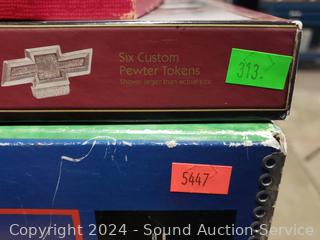 Six Custom
Pewter Tokens
Shown larger than actual size.
313.
5447
Copyright 2024 - Sound Auction Service